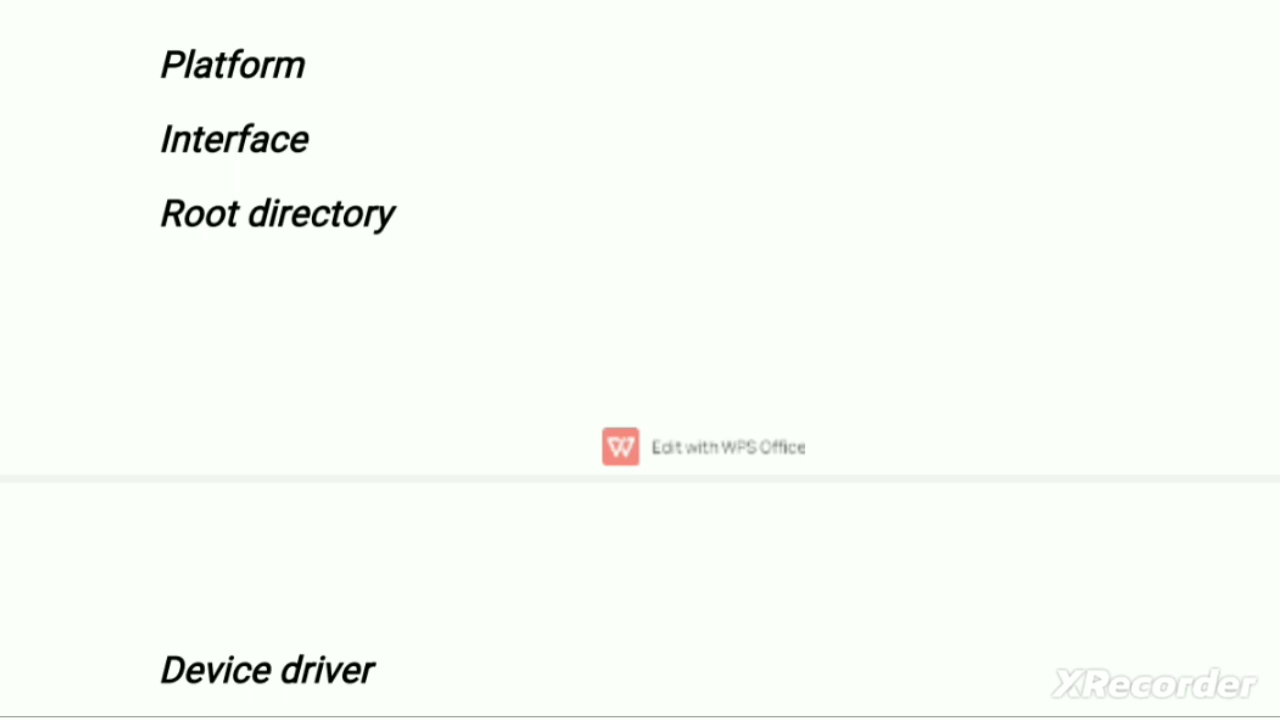 Platform
Interface
Root directory
Edit with WPS Office
Device driver
XRecorder